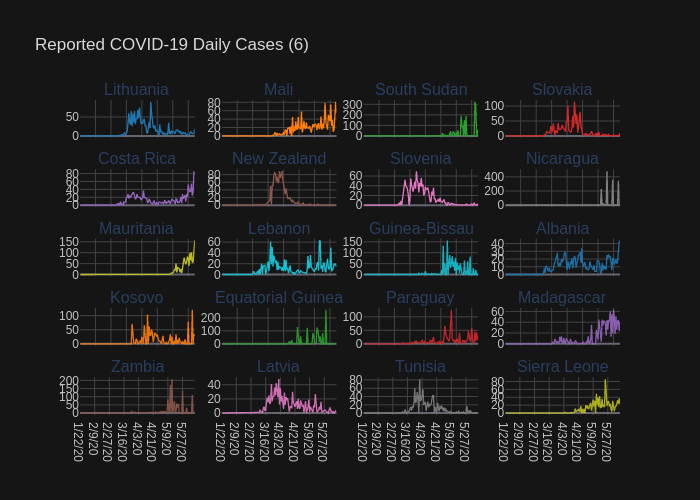 Reported COVID-19 Daily Cases (6)
Lithuania Mali South Sudan Slovakia
50 0
80 60 40 20 0
300 200 100 0
100 50 0
Costa Rica New Zealand Slovenia Nicaragua
80 60 40 20 0
80 60 40 20 0
60 40 20 0
400 200 0
Mauritania Lebanon Guinea-Bissau Albania
150 100 50 0
60 40 20 0
150 100 50 0
40 30 20 10 0
Kosovo Equatorial Guinea Paraguay Madagascar
100 50 0
200 100 0
100 50 0
60 40 20 0
Zambia Latvia Tunisia Sierra Leone
200 150 100 50 0
40 20 0
80 60 40 20 0
80 60 40 20 0
1/22/20 2/9/20 2/27/20 3/16/20 4/3/20 4/21/20 5/9/20 5/27/20
1/22/20 2/9/20 2/27/20 3/16/20 4/3/20 4/21/20 5/9/20 5/27/20
1/22/20 2/9/20 2/27/20 3/16/20 4/3/20 4/21/20 5/9/20 5/27/20
1/22/20 2/9/20 2/27/20 3/16/20 4/3/20 4/21/20 5/9/20 5/27/20